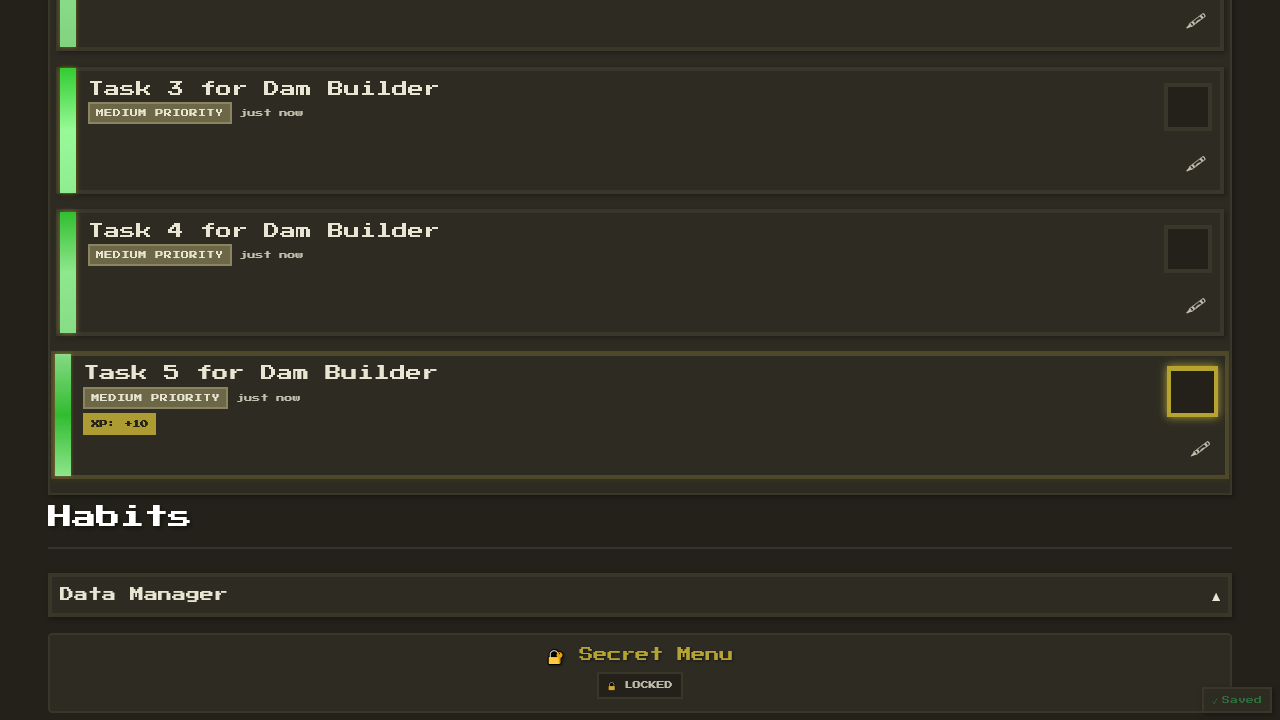 Task 3 for Dam Builder
MEDIUM PRIORITY just now
Task 4 for Dam Builder
MEDIUM PRIORITY just now
Task 5 for Dam Builder
MEDIUM PRIORITY just now
XP: +10
Habits
Data Manager ▲
🔐 Secret Menu
🔒 LOCKED
✓ Saved